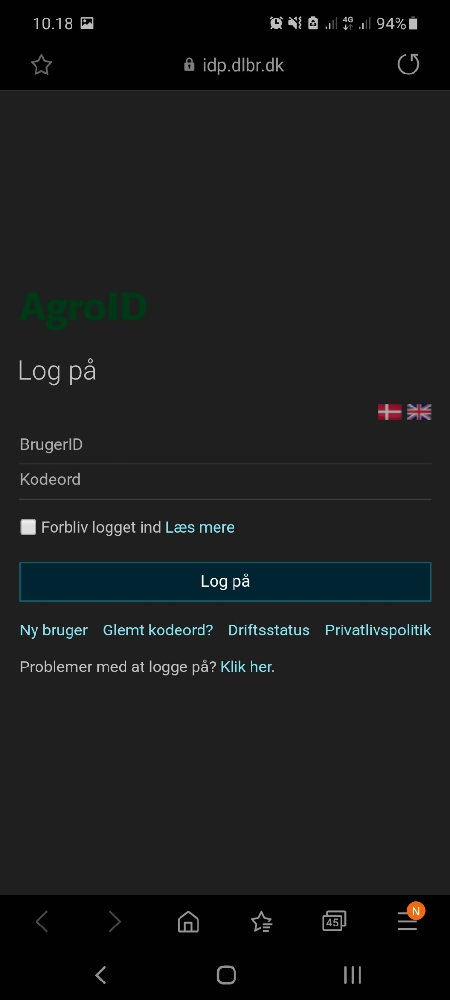 10.18 4G 94%
idp.dlbr.dk
AgroID
Log på
BrugerID
Kodeord
Forbliv logget ind Læs mere
Log på
Ny bruger Glemt kodeord? Driftsstatus Privatlivspolitik
Problemer med at logge på? Klik her.
45 N